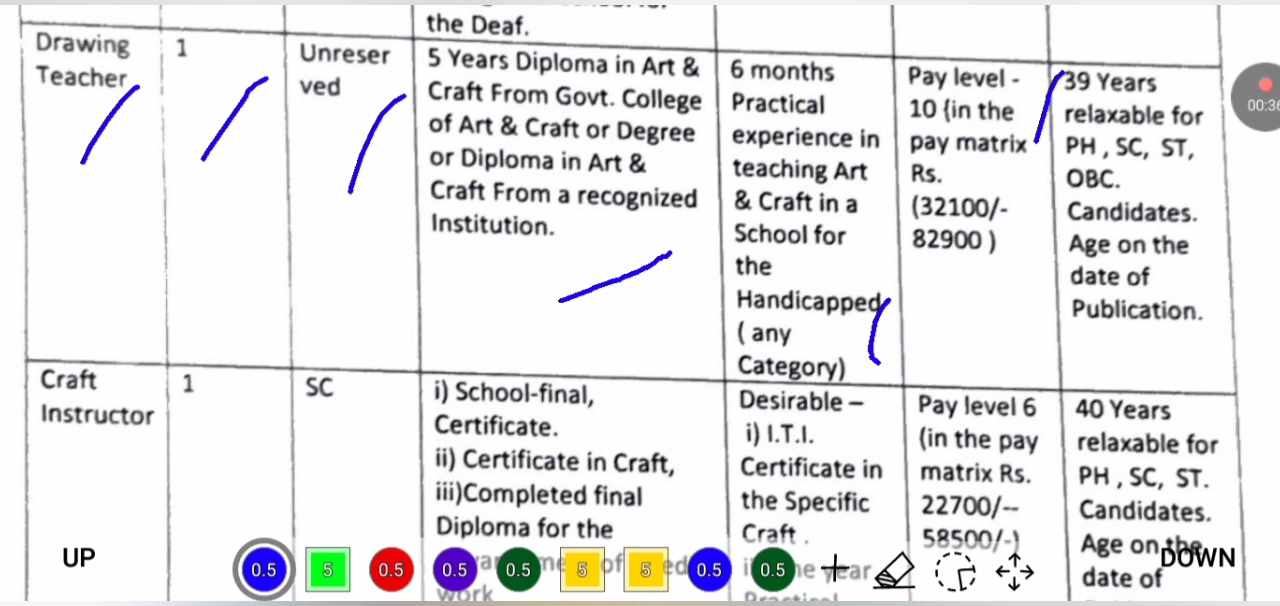 the Deaf.
Drawing
Teacher
1
Unreser
ved
5 Years Diploma in Art &
Craft From Govt. College
of Art & Craft or Degree
or Diploma in Art &
Craft From a recognized
Institution.
6 months
Practical
experience in
teaching Art
& Craft in a
School for
the
Handicapped
( any
Category)
Pay level -
10 (in the
pay matrix
Rs.
(32100/-
82900 )
39 Years
relaxable for
PH , SC, ST,
OBC.
Candidates.
Age on the
date of
Publication.
Craft
Instructor
1
SC
i) School-final,
Certificate.
ii) Certificate in Craft,
iii)Completed final
Diploma for the
work
Desirable –
i) I.T.I.
Certificate in
the Specific
Craft .
year
Practical
Pay level 6
(in the pay
matrix Rs.
22700/--
58500/-)
40 Years
relaxable for
PH , SC, ST.
Candidates.
Age on the
date of
00:36
UP
0.5 5 0.5 0.5 0.5 5 5 0.5 0.5
DOWN